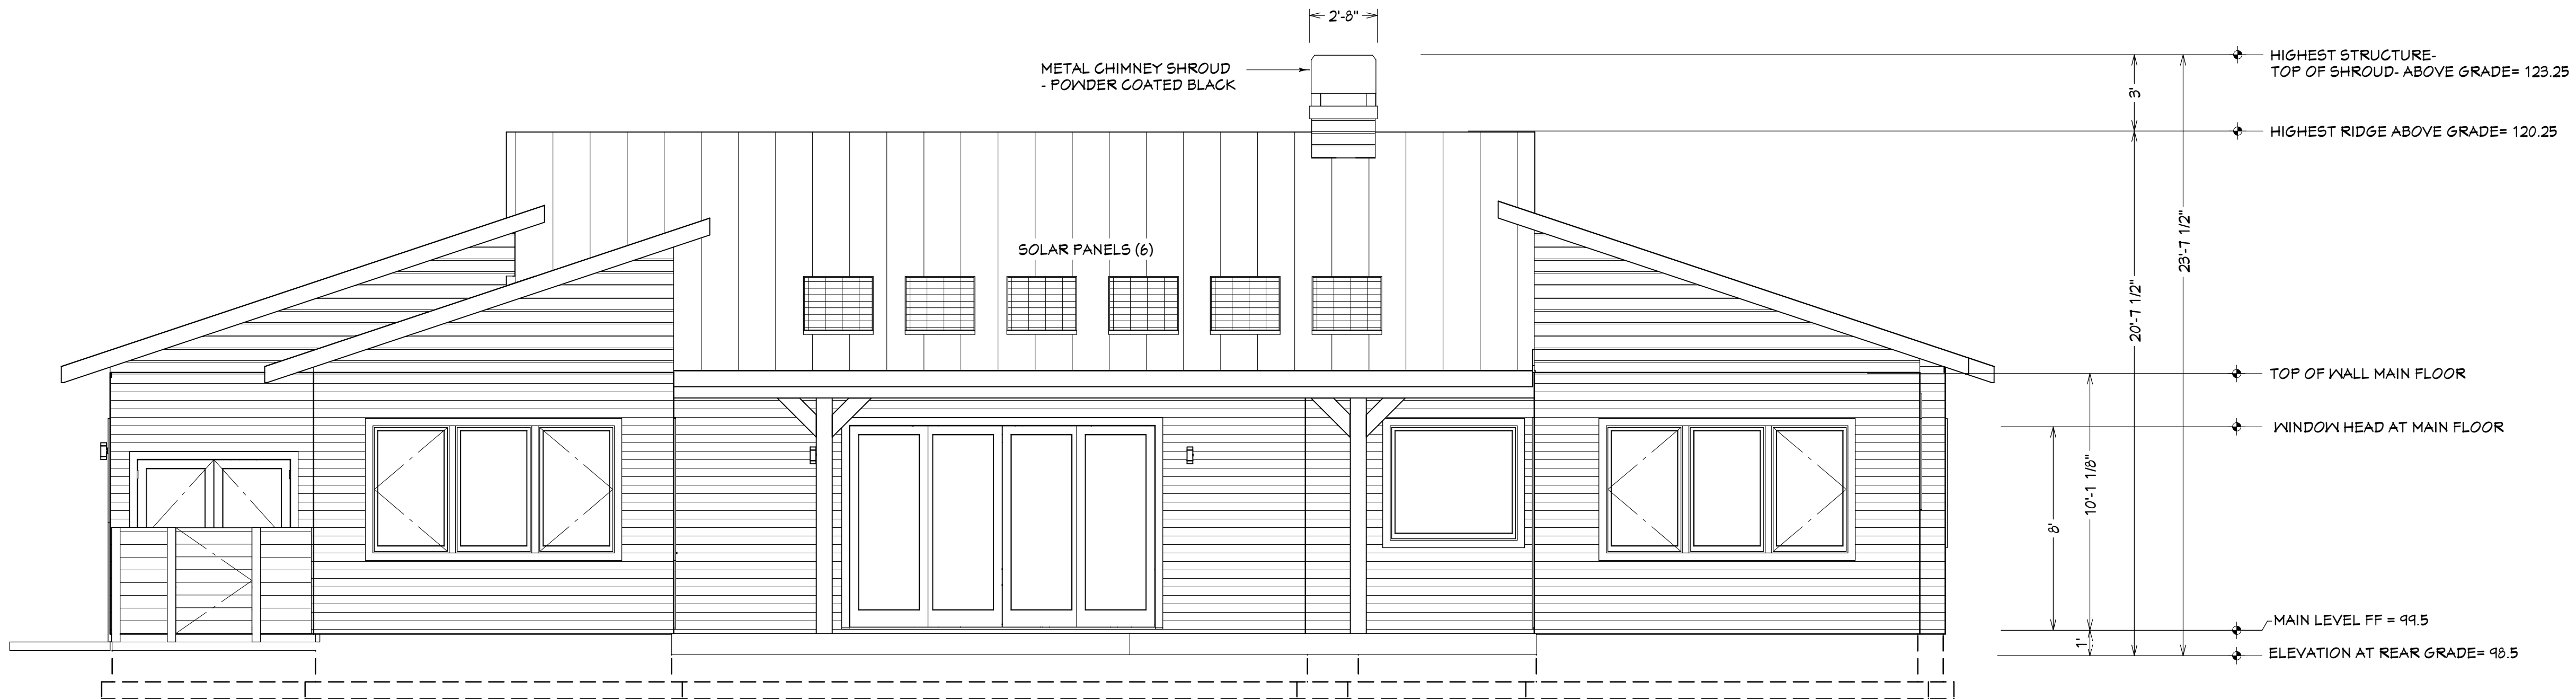 2'-8"
METAL CHIMNEY SHROUD
- POWDER COATED BLACK
HIGHEST STRUCTURE-
TOP OF SHROUD- ABOVE GRADE= 123.25
3'
HIGHEST RIDGE ABOVE GRADE= 120.25
SOLAR PANELS (6)
23'-7 1/2"
20'-7 1/2"
TOP OF WALL MAIN FLOOR
WINDOW HEAD AT MAIN FLOOR
10'-1 1/8"
8'
MAIN LEVEL FF = 99.5
1'
ELEVATION AT REAR GRADE= 98.5